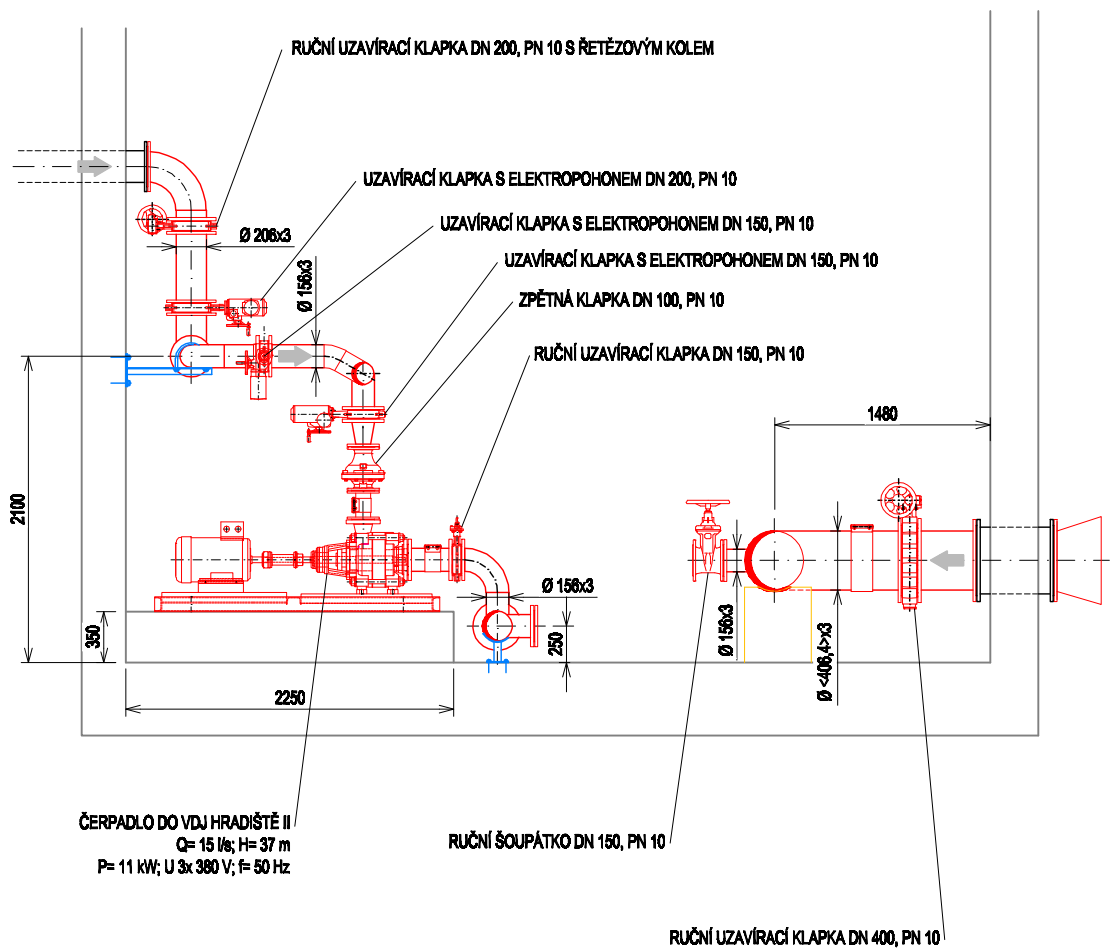 RUČNÍ UZAVÍRACÍ KLAPKA DN 200, PN 10 S ŘETĚZOVÝM KOLEM
UZAVÍRACÍ KLAPKA S ELEKTROPOHONEM DN 200, PN 10
UZAVÍRACÍ KLAPKA S ELEKTROPOHONEM DN 150, PN 10
Ø 206x3
UZAVÍRACÍ KLAPKA S ELEKTROPOHONEM DN 150, PN 10
Ø 156x3
ZPĚTNÁ KLAPKA DN 100, PN 10
RUČNÍ UZAVÍRACÍ KLAPKA DN 150, PN 10
1480
2100
Ø 156x3
350
250
Ø 156x3
Ø <406,4>x3
2250
ČERPADLO DO VDJ HRADIŠTĚ II
Q= 15 l/s; H= 37 m
P= 11 kW; U 3x 380 V; f= 50 Hz
RUČNÍ ŠOUPÁTKO DN 150, PN 10
RUČNÍ UZAVÍRACÍ KLAPKA DN 400, PN 10